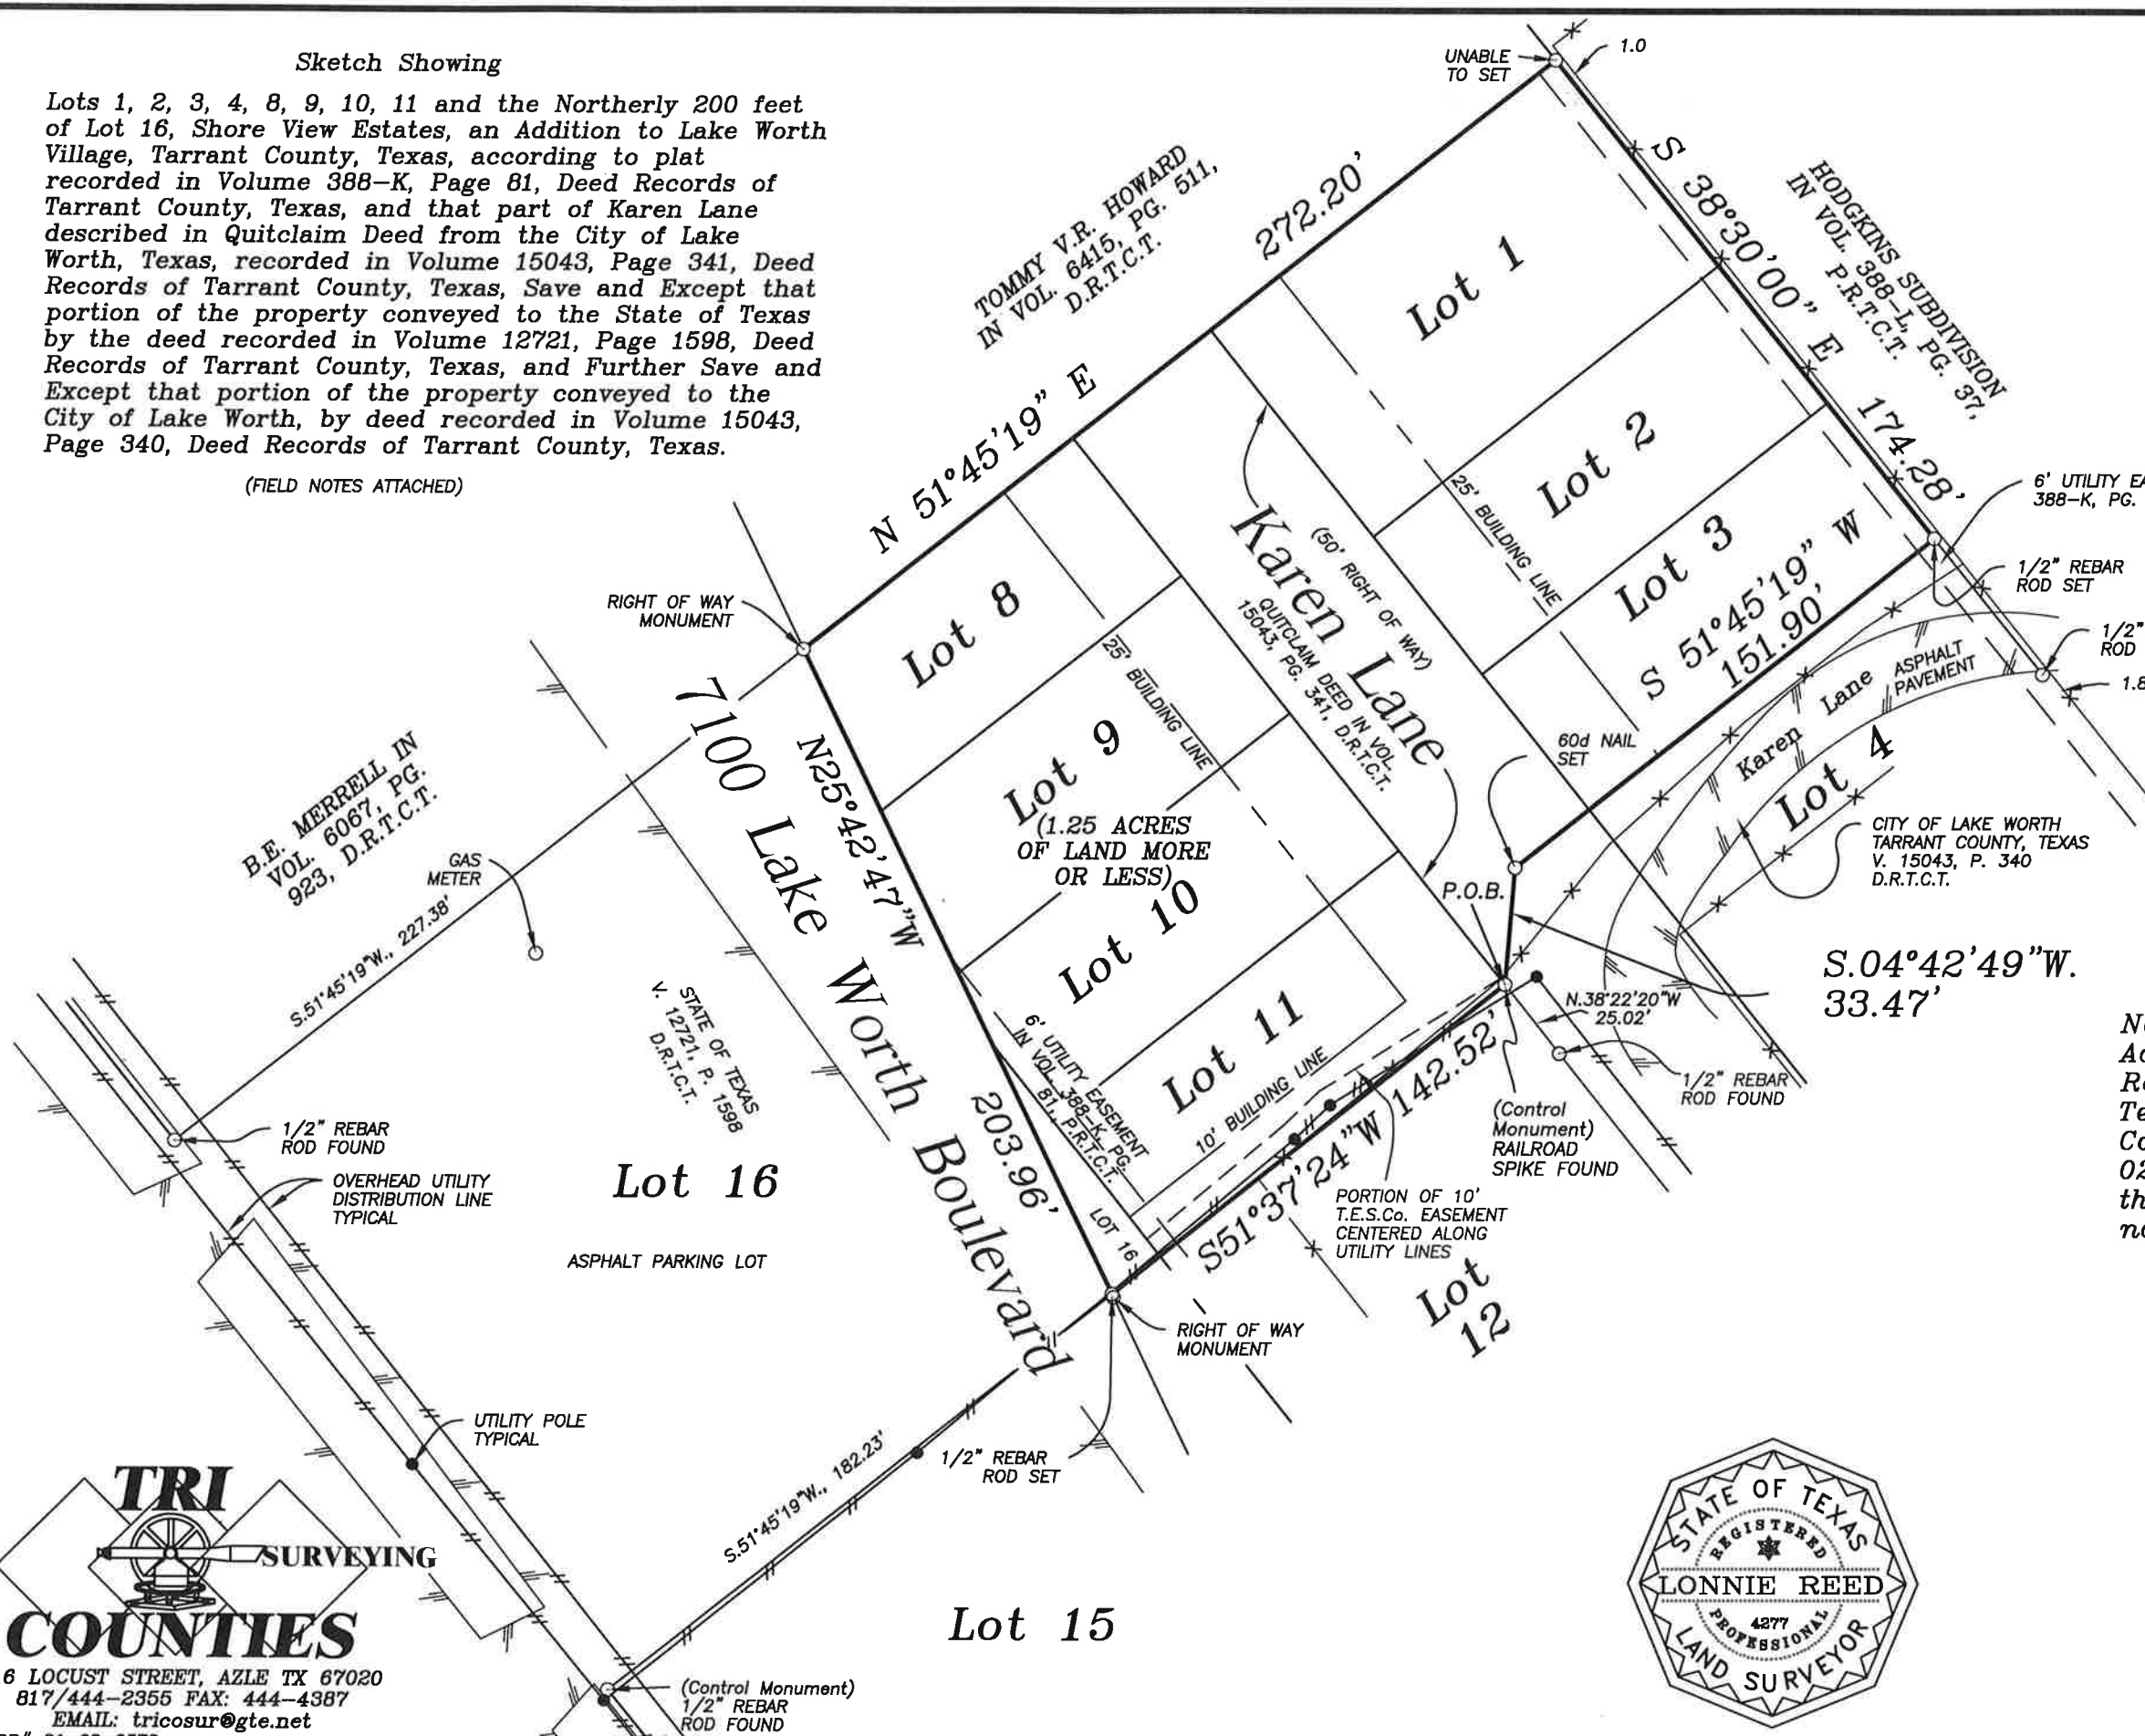 Sketch Showing
Lots 1, 2, 3, 4, 8, 9, 10, 11 and the Northerly 200 feet
of Lot 16, Shore View Estates, an Addition to Lake Worth
Village, Tarrant County, Texas, according to plat
recorded in Volume 388-K, Page 81, Deed Records of
Tarrant County, Texas, and that part of Karen Lane
described in Quitclaim Deed from the City of Lake
Worth, Texas, recorded in Volume 15043, Page 341, Deed
Records of Tarrant County, Texas, Save and Except that
portion of the property conveyed to the State of Texas
by the deed recorded in Volume 12721, Page 1598, Deed
Records of Tarrant County, Texas, and Further Save and
Except that portion of the property conveyed to the
City of Lake Worth, by deed recorded in Volume 15043,
Page 340, Deed Records of Tarrant County, Texas.
(FIELD NOTES ATTACHED)
UNABLE
TO SET
1.0
TOMMY V.R. HOWARD
IN VOL. 6415, PG. 511,
D.R.T.C.T.
272.20'
N 51°45'19" E
S 38°30'00" E 174.28'
HODGKINS SUBDIVISION
IN VOL. 388-L, PG. 37,
P.R.T.C.T.
Lot 1
Lot 2
Lot 3
25' BUILDING LINE
6' UTILITY EA
388-K, PG.
1/2" REBAR
ROD SET
1/2"
ROD
1.8
S 51°45'19" W
151.90'
Karen Lane
(50' RIGHT OF WAY)
QUITCLAIM DEED IN VOL.
15043, PG. 341, D.R.T.C.T.
Karen Lane
ASPHALT
PAVEMENT
Lot 4
60d NAIL
SET
CITY OF LAKE WORTH
TARRANT COUNTY, TEXAS
V. 15043, P. 340
D.R.T.C.T.
P.O.B.
S.04°42'49"W.
33.47'
N.38°22'20"W
25.02'
1/2" REBAR
ROD FOUND
(Control
Monument)
RAILROAD
SPIKE FOUND
RIGHT OF WAY
MONUMENT
Lot 8
25' BUILDING LINE
Lot 9
(1.25 ACRES
OF LAND MORE
OR LESS)
Lot 10
Lot 11
10' BUILDING LINE
6' UTILITY EASEMENT
IN VOL. 388-K, PG.
81, P.R.T.C.T.
LOT 16
N25°42'47"W
203.96'
7100 Lake Worth Boulevard
S51°37'24"W 142.52'
PORTION OF 10'
T.E.S.Co. EASEMENT
CENTERED ALONG
UTILITY LINES
Lot
12
RIGHT OF WAY
MONUMENT
1/2" REBAR
ROD SET
B.E. MERRELL IN
VOL. 6067, PG.
923, D.R.T.C.T.
GAS
METER
S.51°45'19"W., 227.38'
STATE OF TEXAS
V. 12721, P. 1598
D.R.T.C.T.
1/2" REBAR
ROD FOUND
OVERHEAD UTILITY
DISTRIBUTION LINE
TYPICAL
Lot 16
ASPHALT PARKING LOT
UTILITY POLE
TYPICAL
S.51°45'19"W., 182.23'
Lot 15
(Control Monument)
1/2" REBAR
ROD FOUND
TRI
SURVEYING
COUNTIES
6 LOCUST STREET, AZLE TX 67020
817/444-2355 FAX: 444-4387
EMAIL: tricosur@gte.net
STATE OF TEXAS
REGISTERED
LONNIE REED
4277
PROFESSIONAL
LAND SURVEYOR
02
th